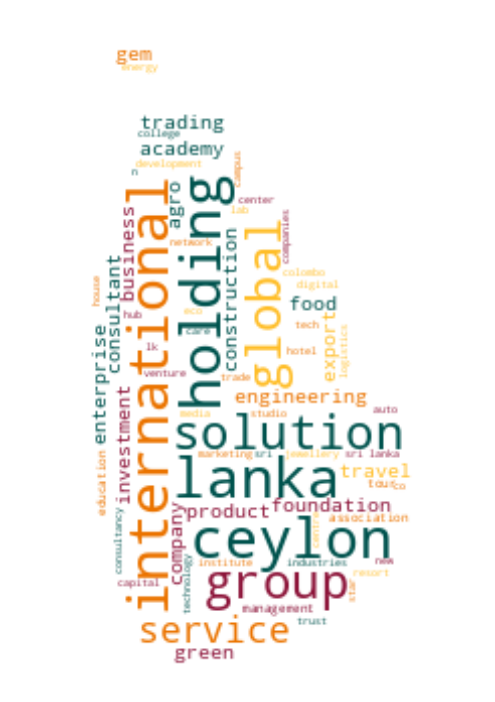 gem
energy
trading
college
academy
development
n
campus
agro
international
holding
center
lab
business
companies
global
network
construction
consultant
colombo
digital
house
eco
food
hub
care
export
tech
logistics
enterprise
lk
hotel
venture
trade
investment
engineering
media
studio
auto
solution
education
marketing
sri
jewellery
sri lanka
lanka
travel
tour
co
company
product
foundation
consultancy
centre
association
ceylon
technology
institute
industries
new
resort
group
capital
star
management
service
trust
green